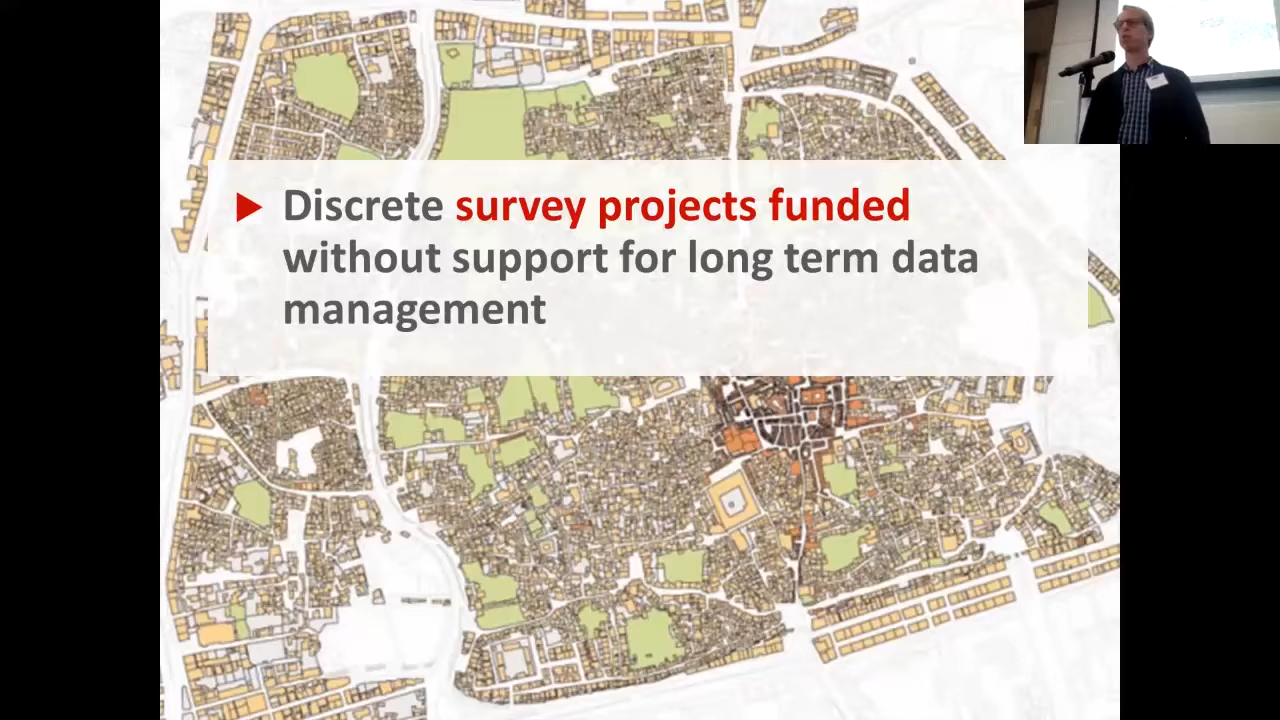 Discrete survey projects funded
without support for long term data
management